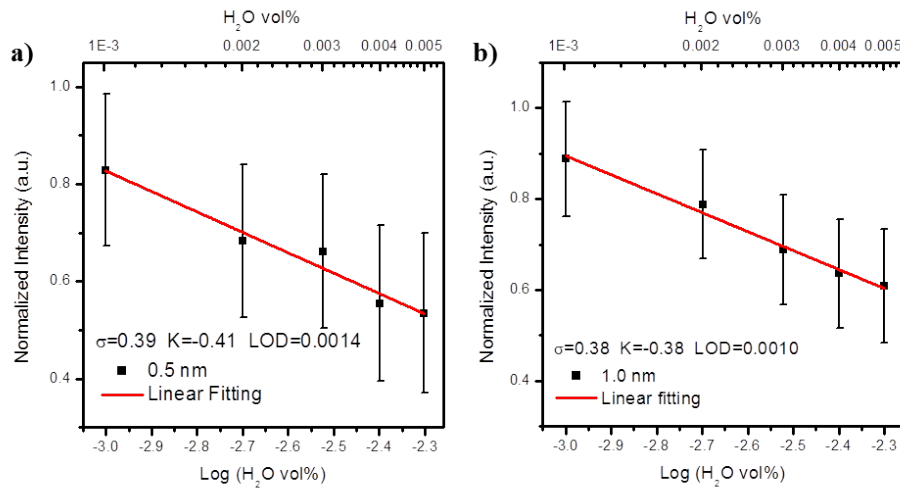 a)
H₂O vol%
1E-3 0.002 0.003 0.004 0.005
Normalized Intensity (a.u.)
1.0
0.8
0.6
0.4
σ=0.39 K=-0.41 LOD=0.0014
0.5 nm
Linear Fitting
-3.0 -2.9 -2.8 -2.7 -2.6 -2.5 -2.4 -2.3
Log (H₂O vol%)
b)
H₂O vol%
1E-3 0.002 0.003 0.004 0.005
Normalized Intensity (a.u.)
1.0
0.8
0.6
0.4
σ=0.38 K=-0.38 LOD=0.0010
1.0 nm
Linear fitting
-3.0 -2.9 -2.8 -2.7 -2.6 -2.5 -2.4 -2.3
Log (H₂O vol%)